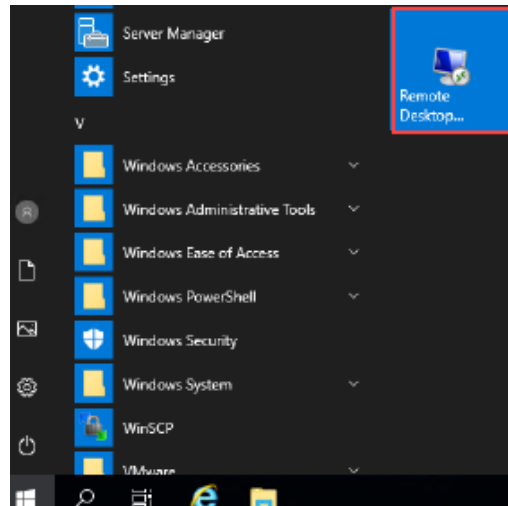 Server Manager
Settings
Remote
Desktop...
V
Windows Accessories
Windows Administrative Tools
Windows Ease of Access
Windows PowerShell
Windows Security
Windows System
WinSCP
VMware